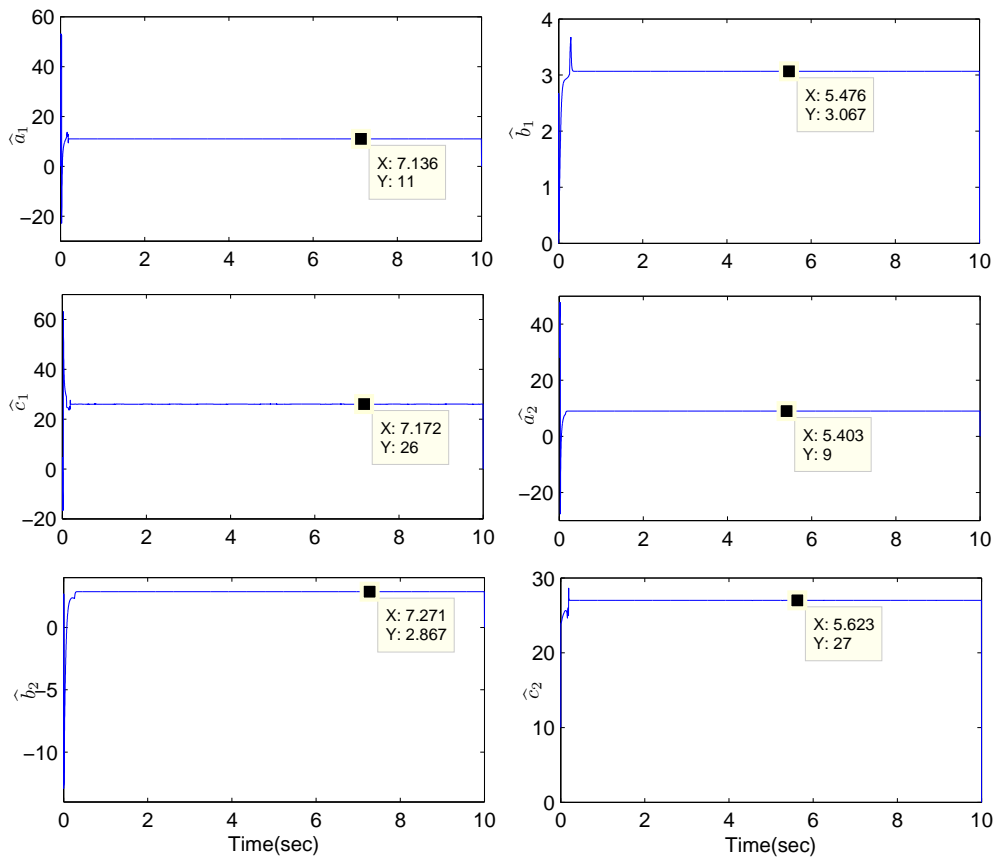 60
40
20
0
−20
0 2 4 6 8 10
â1
X: 7.136
Y: 11
4
3
2
1
0
0 2 4 6 8 10
b̂1
X: 5.476
Y: 3.067
60
40
20
0
−20
0 2 4 6 8 10
ĉ1
X: 7.172
Y: 26
40
20
0
−20
0 2 4 6 8 10
â2
X: 5.403
Y: 9
0
−5
−10
0 2 4 6 8 10
b̂2
X: 7.271
Y: 2.867
Time(sec)
30
20
10
0
0 2 4 6 8 10
ĉ2
X: 5.623
Y: 27
Time(sec)